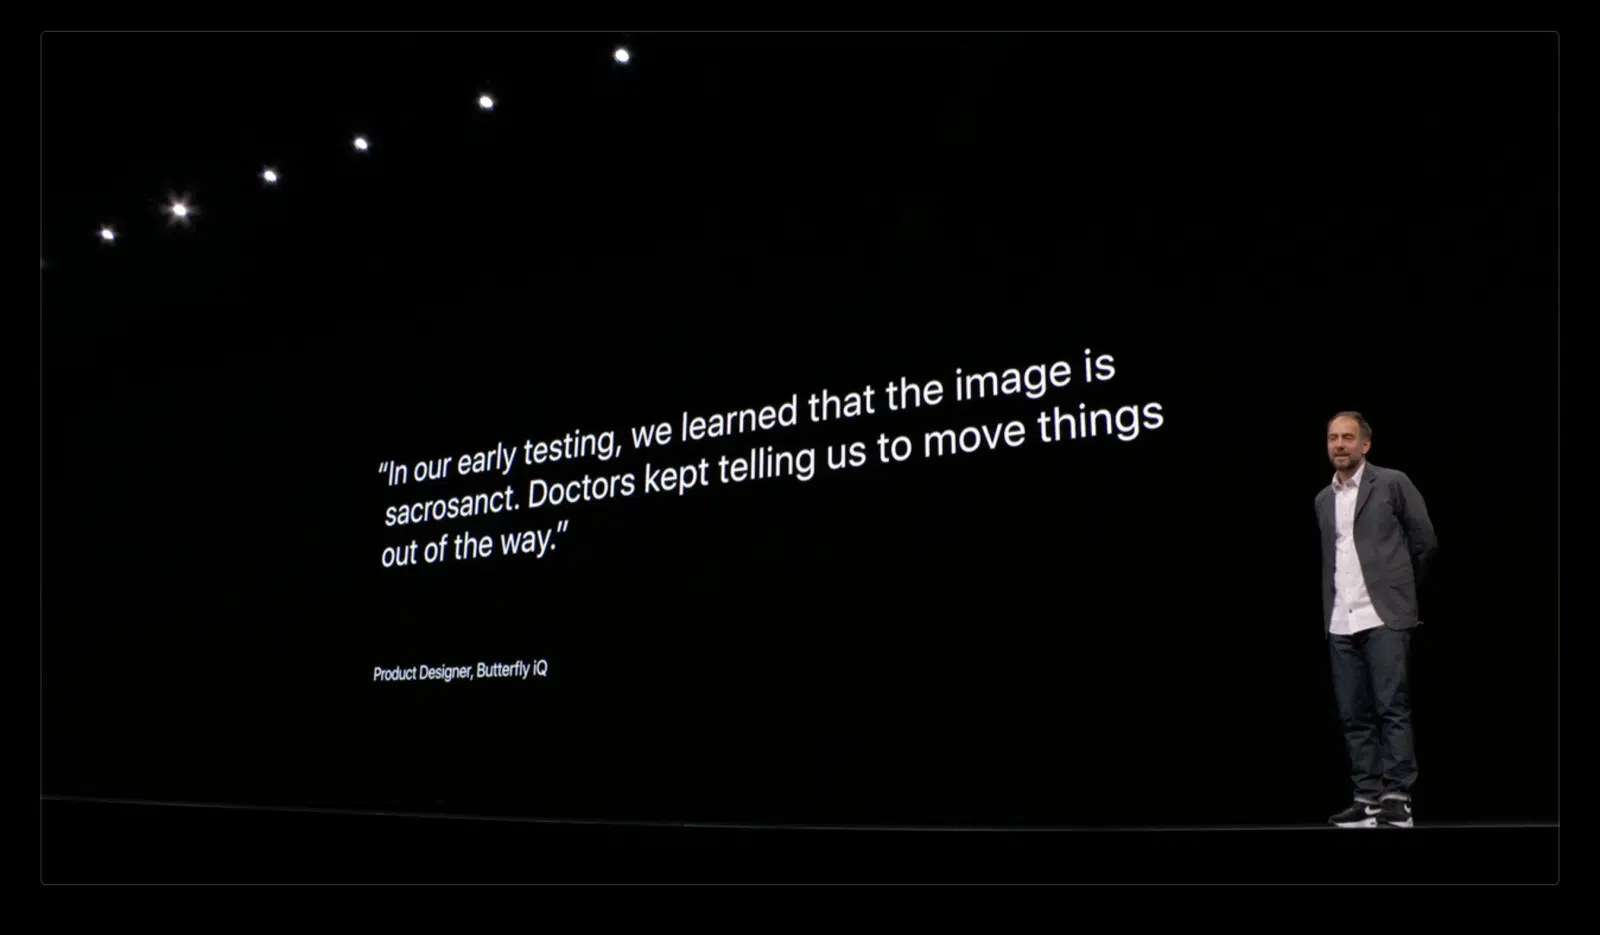 “In our early testing, we learned that the image is
sacrosanct. Doctors kept telling us to move things
out of the way.”
Product Designer, Butterfly iQ